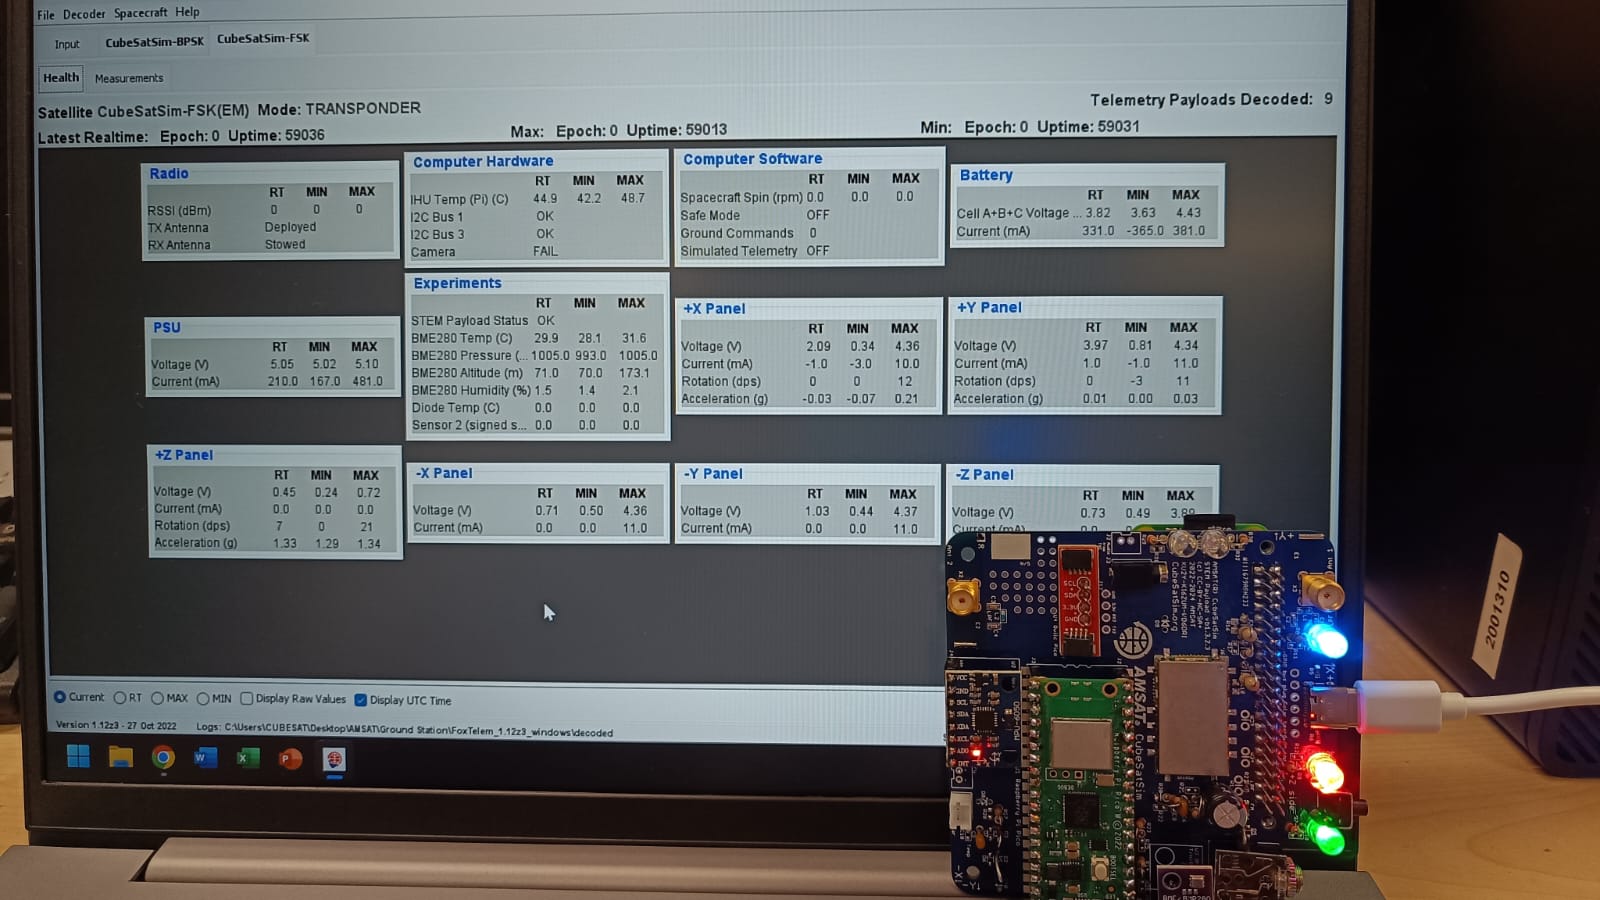 File Decoder Spacecraft Help
Input CubeSatSim-BPSK CubeSatSim-FSK
Health Measurements
Satellite CubeSatSim-FSK(EM) Mode: TRANSPONDER Telemetry Payloads Decoded: 9
Latest Realtime: Epoch: 0 Uptime: 59036 Max: Epoch: 0 Uptime: 59013 Min: Epoch: 0 Uptime: 59031
Radio
RT MIN MAX
RSSI (dBm) 0 0 0
TX Antenna Deployed
RX Antenna Stowed
Computer Hardware
RT MIN MAX
IHU Temp (Pi) (C) 44.9 42.2 48.7
I2C Bus 1 OK
I2C Bus 3 OK
Camera FAIL
Computer Software
RT MIN MAX
Spacecraft Spin (rpm) 0.0 0.0 0.0
Safe Mode OFF
Ground Commands 0
Simulated Telemetry OFF
Battery
RT MIN MAX
Cell A+B+C Voltage ... 3.82 3.63 4.43
Current (mA) 331.0 -365.0 381.0
PSU
RT MIN MAX
Voltage (V) 5.05 5.02 5.10
Current (mA) 210.0 167.0 481.0
Experiments
RT MIN MAX
STEM Payload Status OK
BME280 Temp (C) 29.9 28.1 31.6
BME280 Pressure (... 1005.0 993.0 1005.0
BME280 Altitude (m) 71.0 70.0 173.1
BME280 Humidity (%) 1.5 1.4 2.1
Diode Temp (C) 0.0 0.0 0.0
Sensor 2 (signed s... 0.0 0.0 0.0
+X Panel
RT MIN MAX
Voltage (V) 2.09 0.34 4.36
Current (mA) -1.0 -3.0 10.0
Rotation (dps) 0 0 12
Acceleration (g) -0.03 -0.07 0.21
+Y Panel
RT MIN MAX
Voltage (V) 3.97 0.81 4.34
Current (mA) 1.0 -1.0 11.0
Rotation (dps) 0 -3 11
Acceleration (g) 0.01 0.00 0.03
+Z Panel
RT MIN MAX
Voltage (V) 0.45 0.24 0.72
Current (mA) 0.0 0.0 0.0
Rotation (dps) 7 0 21
Acceleration (g) 1.33 1.29 1.34
-X Panel
RT MIN MAX
Voltage (V) 0.71 0.50 4.36
Current (mA) 0.0 0.0 11.0
-Y Panel
RT MIN MAX
Voltage (V) 1.03 0.44 4.37
Current (mA) 0.0 0.0 11.0
-Z Panel
RT MIN MAX
Voltage (V) 0.73 0.49
Current (mA)
Current RT MAX MIN Display Raw Values Display UTC Time
Version 1.12z3 - 27 Oct 2022 Logs: C:\Users\CUBESAT\Desktop\AMSAT\Ground Station\FoxTelem_1.12z3_windows\decoded
2001310
SCL
SDA
3.3V
GND
AMSAT CubeSatSim
CubeSatSim.org
VCC
GND
SCL
SDA
XDA
XCL
AD0
INT
Raspberry Pi Pico W ©2022
BOOTSEL